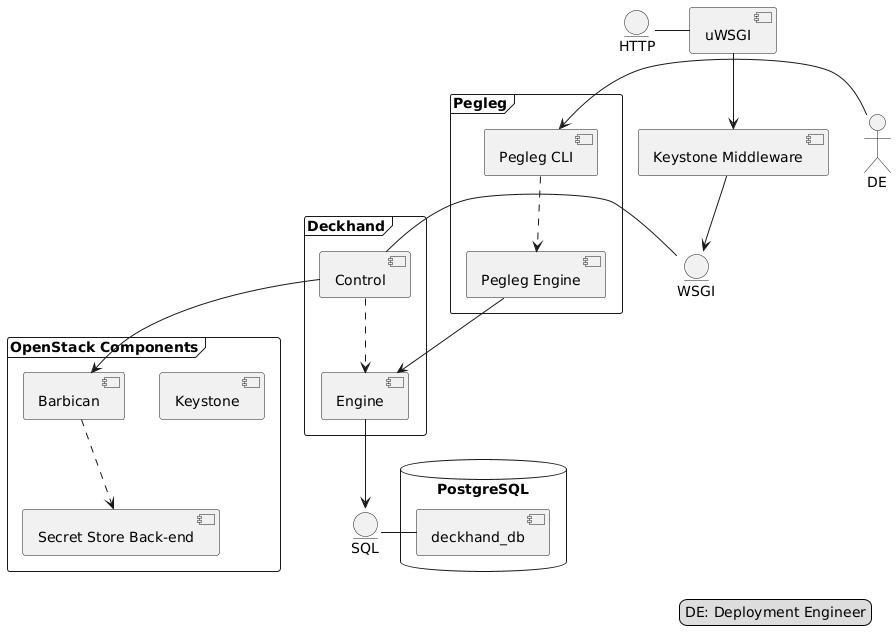 uWSGI
HTTP
Pegleg
Pegleg CLI
Keystone Middleware
DE
Deckhand
Control
Pegleg Engine
WSGI
OpenStack Components
Barbican
Keystone
Engine
PostgreSQL
Secret Store Back-end
SQL
deckhand_db
DE: Deployment Engineer